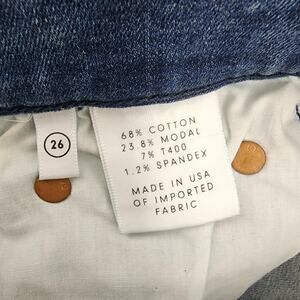 26
68% COTTON
23.8% MODAL
7% T400
1.2% SPANDEX
MADE IN USA
OF IMPORTED
FABRIC